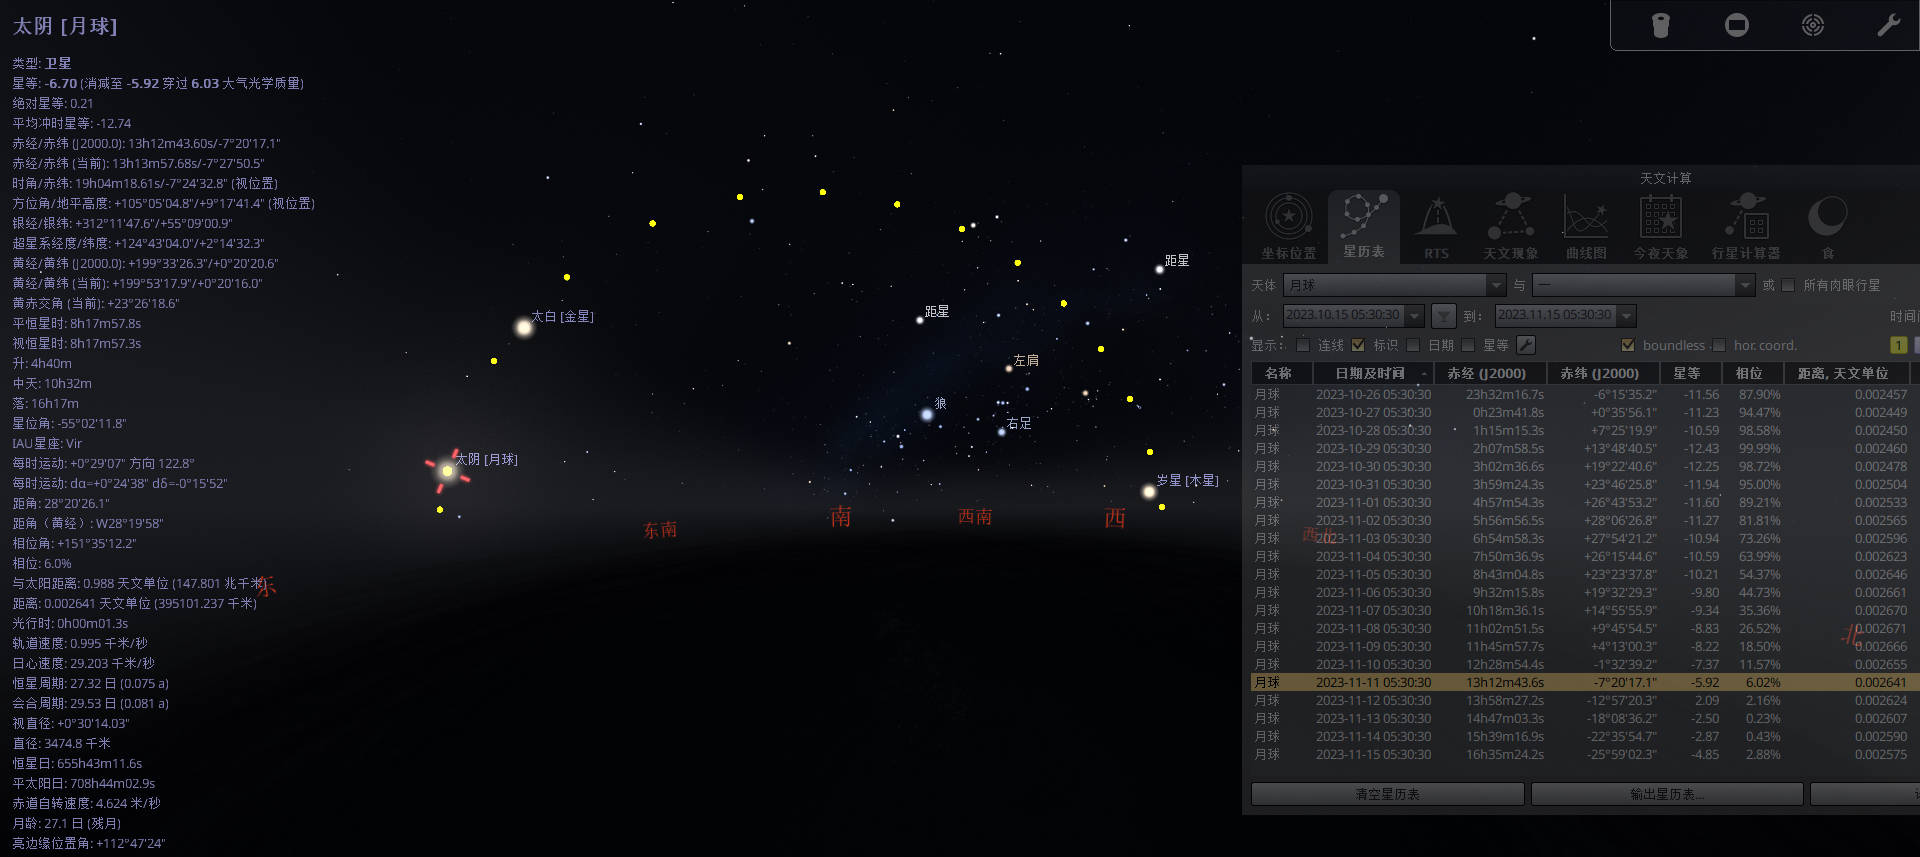 太阴 [月球]
类型: 卫星
星等: -6.70 (消减至 -5.92 穿过 6.03 大气光学质量)
绝对星等: 0.21
平均冲时星等: -12.74
赤经/赤纬 (J2000.0): 13h12m43.60s/-7°20'17.1"
赤经/赤纬 (当前): 13h13m57.68s/-7°27'50.5"
时角/赤纬: 19h04m18.61s/-7°24'32.8" (视位置)
方位角/地平高度: +105°05'04.8"/+9°17'41.4" (视位置)
银经/银纬: +312°11'47.6"/+55°09'00.9"
超星系经度/纬度: +124°43'04.0"/+2°14'32.3"
黄经/黄纬 (J2000.0): +199°33'26.3"/+0°20'20.6"
黄经/黄纬 (当前): +199°53'17.9"/+0°20'16.0"
黄赤交角 (当前): +23°26'18.6"
平恒星时: 8h17m57.8s
视恒星时: 8h17m57.3s
升: 4h40m
中天: 10h32m
落: 16h17m
星位角: -55°02'11.8"
IAU星座: Vir
每时运动: +0°29'07" 方向 122.8°
每时运动: dα=+0°24'38" dδ=-0°15'52"
距角: 28°20'26.1"
距角（黄经）: W28°19'58"
相位角: +151°35'12.2"
相位: 6.0%
与太阳距离: 0.988 天文单位 (147.801 兆千米)
距离: 0.002641 天文单位 (395101.237 千米)
光行时: 0h00m01.3s
轨道速度: 0.995 千米/秒
日心速度: 29.203 千米/秒
恒星周期: 27.32 日 (0.075 a)
会合周期: 29.53 日 (0.081 a)
视直径: +0°30'14.03"
直径: 3474.8 千米
恒星日: 655h43m11.6s
平太阳日: 708h44m02.9s
赤道自转速度: 4.624 米/秒
月龄: 27.1 日 (残月)
亮边缘位置角: +112°47'24"
太白 [金星]
太阴 [月球]
距星
距星
左肩
狼
右足
岁星 [木星]
东
东南
南
西南
西
西北
北
天文计算
坐标位置 星历表 RTS 天文现象 曲线图 今夜天象 行星计算器 食
天体 月球 与 — 或 所有肉眼行星
从: 2023.10.15 05:30:30 到: 2023.11.15 05:30:30 时间
显示: 连线 标识 日期 星等 boundless hor. coord. 1
名称 日期及时间 赤经 (J2000) 赤纬 (J2000) 星等 相位 距离, 天文单位
月球 2023-10-26 05:30:30 23h32m16.7s -6°15'35.2" -11.56 87.90% 0.002457
月球 2023-10-27 05:30:30 0h23m41.8s +0°35'56.1" -11.23 94.47% 0.002449
月球 2023-10-28 05:30:30 1h15m15.3s +7°25'19.9" -10.59 98.58% 0.002450
月球 2023-10-29 05:30:30 2h07m58.5s +13°48'40.5" -12.43 99.99% 0.002460
月球 2023-10-30 05:30:30 3h02m36.6s +19°22'40.6" -12.25 98.72% 0.002478
月球 2023-10-31 05:30:30 3h59m24.3s +23°46'25.8" -11.94 95.00% 0.002504
月球 2023-11-01 05:30:30 4h57m54.3s +26°43'53.2" -11.60 89.21% 0.002533
月球 2023-11-02 05:30:30 5h56m56.5s +28°06'26.8" -11.27 81.81% 0.002565
月球 2023-11-03 05:30:30 6h54m58.3s +27°54'21.2" -10.94 73.26% 0.002596
月球 2023-11-04 05:30:30 7h50m36.9s +26°15'44.6" -10.59 63.99% 0.002623
月球 2023-11-05 05:30:30 8h43m04.8s +23°23'37.8" -10.21 54.37% 0.002646
月球 2023-11-06 05:30:30 9h32m15.8s +19°32'29.3" -9.80 44.73% 0.002661
月球 2023-11-07 05:30:30 10h18m36.1s +14°55'55.9" -9.34 35.36% 0.002670
月球 2023-11-08 05:30:30 11h02m51.5s +9°45'54.5" -8.83 26.52% 0.002671
月球 2023-11-09 05:30:30 11h45m57.7s +4°13'00.3" -8.22 18.50% 0.002666
月球 2023-11-10 05:30:30 12h28m54.4s -1°32'39.2" -7.37 11.57% 0.002655
月球 2023-11-11 05:30:30 13h12m43.6s -7°20'17.1" -5.92 6.02% 0.002641
月球 2023-11-12 05:30:30 13h58m27.2s -12°57'20.3" 2.09 2.16% 0.002624
月球 2023-11-13 05:30:30 14h47m03.3s -18°08'36.2" -2.50 0.23% 0.002607
月球 2023-11-14 05:30:30 15h39m16.9s -22°35'54.7" -2.87 0.43% 0.002590
月球 2023-11-15 05:30:30 16h35m24.2s -25°59'02.3" -4.85 2.88% 0.002575
清空星历表 输出星历表...